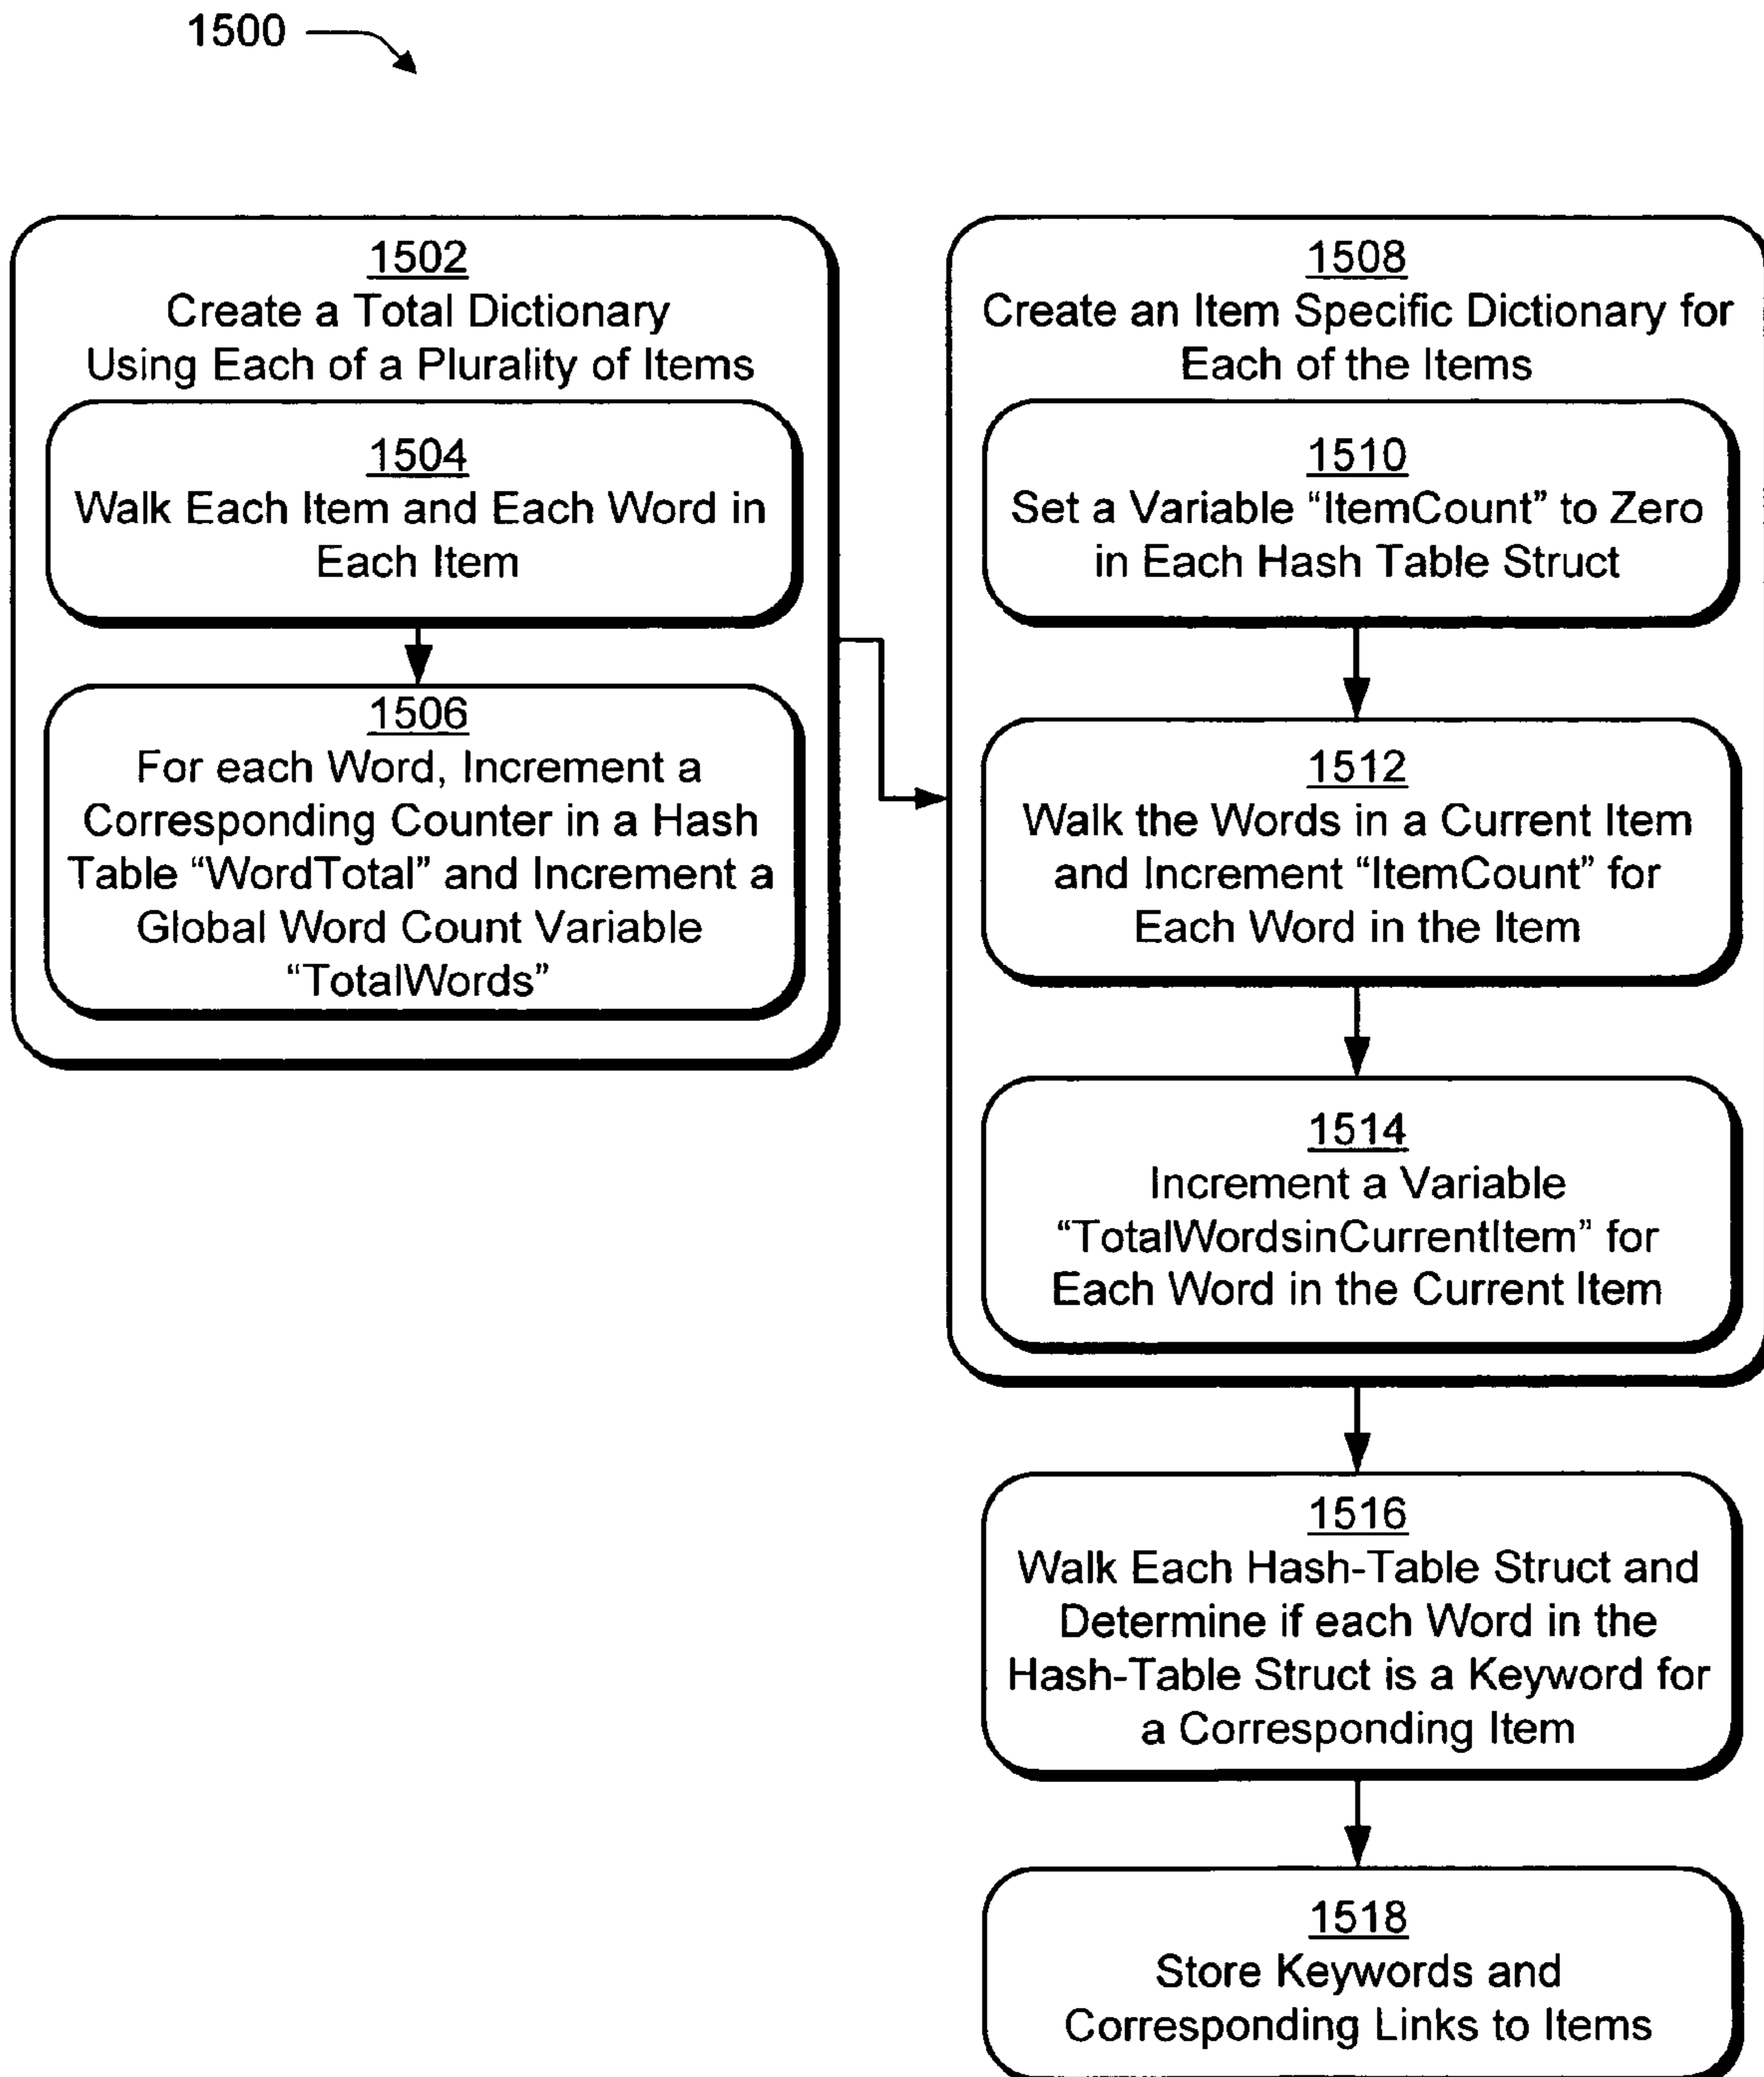 1500
1502
Create a Total Dictionary
Using Each of a Plurality of Items
1504
Walk Each Item and Each Word in
Each Item
1506
For each Word, Increment a
Corresponding Counter in a Hash
Table “WordTotal” and Increment a
Global Word Count Variable
“TotalWords”
1508
Create an Item Specific Dictionary for
Each of the Items
1510
Set a Variable “ItemCount” to Zero
in Each Hash Table Struct
1512
Walk the Words in a Current Item
and Increment “ItemCount” for
Each Word in the Item
1514
Increment a Variable
“TotalWordsinCurrentItem” for
Each Word in the Current Item
1516
Walk Each Hash-Table Struct and
Determine if each Word in the
Hash-Table Struct is a Keyword for
a Corresponding Item
1518
Store Keywords and
Corresponding Links to Items